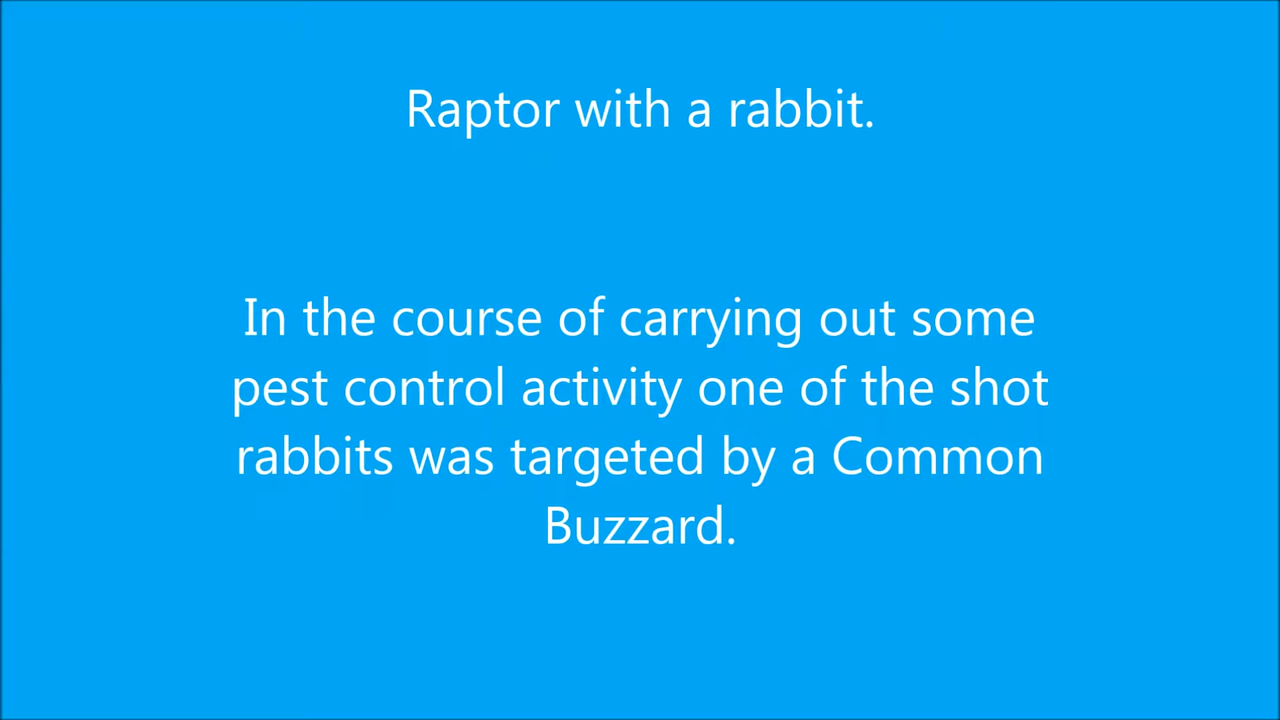 Raptor with a rabbit.
In the course of carrying out some
pest control activity one of the shot
rabbits was targeted by a Common
Buzzard.